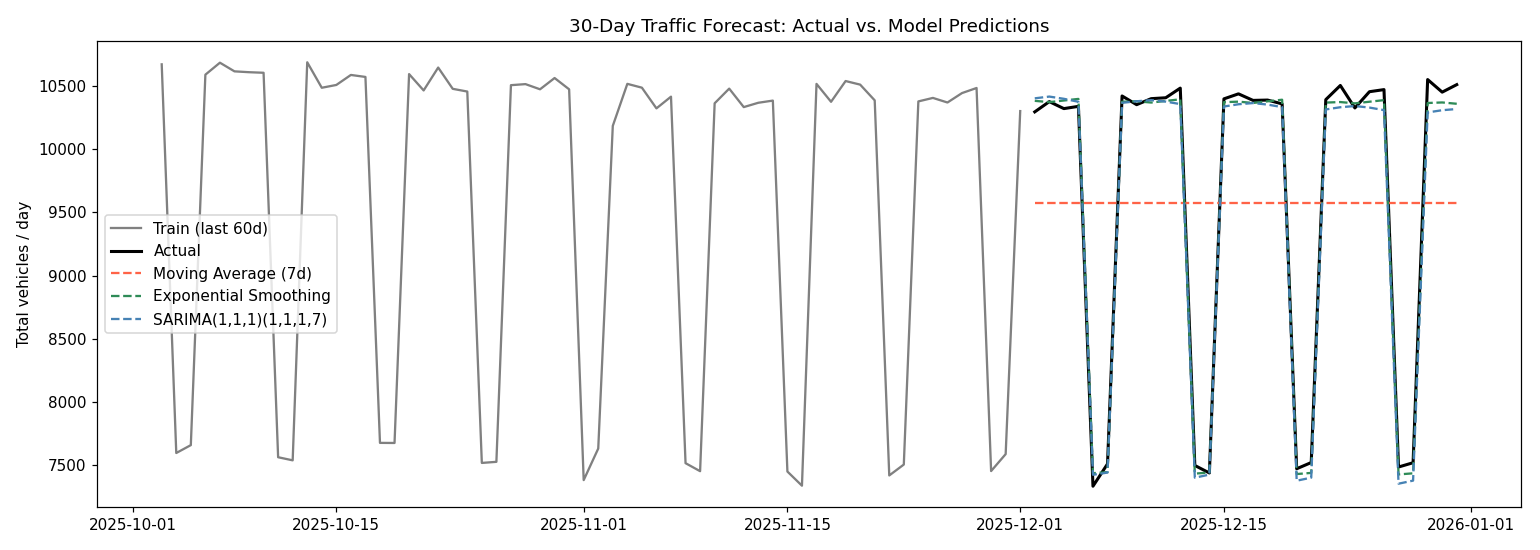 30-Day Traffic Forecast: Actual vs. Model Predictions
Total vehicles / day
10500
10000
9500
9000
8500
8000
7500
Train (last 60d)
Actual
Moving Average (7d)
Exponential Smoothing
SARIMA(1,1,1)(1,1,1,7)
2025-10-01
2025-10-15
2025-11-01
2025-11-15
2025-12-01
2025-12-15
2026-01-01